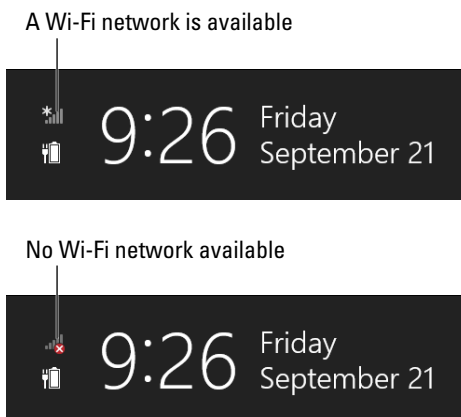 A Wi-Fi network is available
9:26 Friday
September 21
No Wi-Fi network available
9:26 Friday
September 21